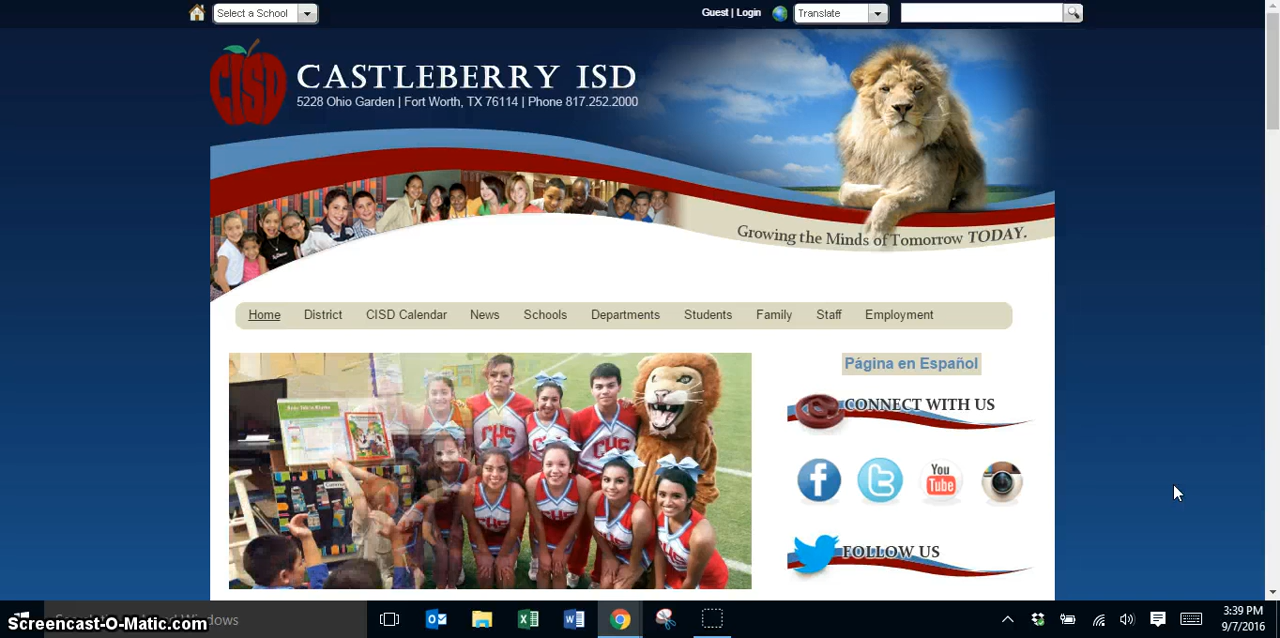 Select a School
Guest | Login
Translate
CISD
CASTLEBERRY ISD
5228 Ohio Garden | Fort Worth, TX 76114 | Phone 817.252.2000
Growing the Minds of Tomorrow TODAY.
Home District CISD Calendar News Schools Departments Students Family Staff Employment
Página en Español
CONNECT WITH US
You
Tube
CHS
FOLLOW US
Screencast-O-Matic.com
3:39 PM
9/7/2016